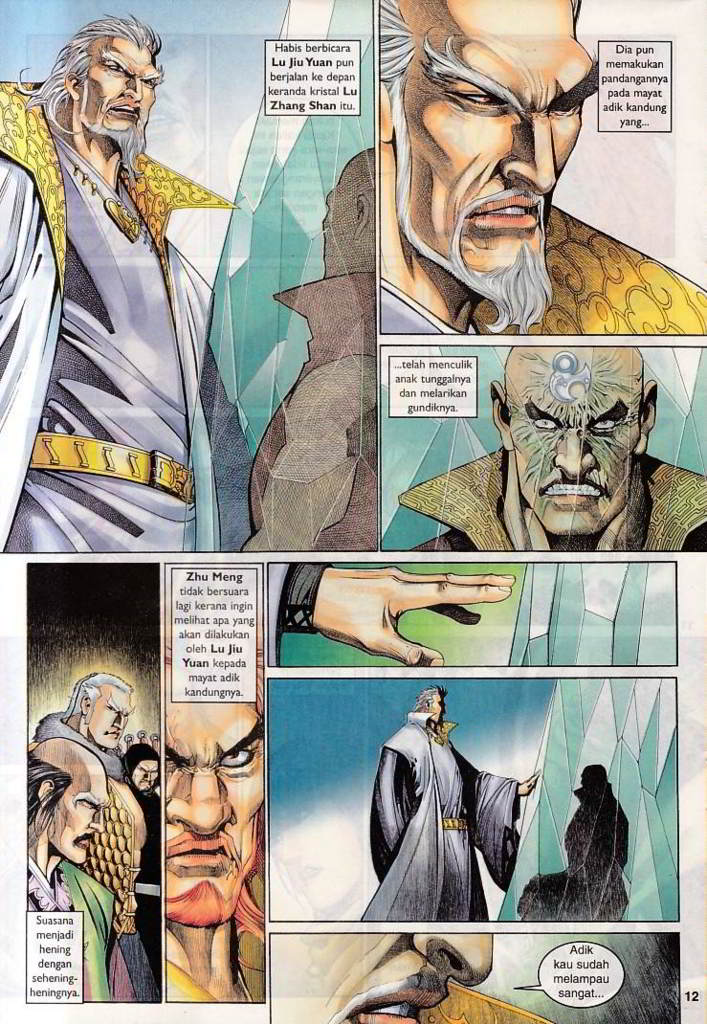 Habis berbicara
Lu Jiu Yuan pun
berjalan ke depan
keranda kristal Lu
Zhang Shan itu.
Dia pun
memakukan
pandangannya
pada mayat
adik kandung
yang...
...telah menculik
anak tunggalnya
dan melarikan
gundiknya.
Suasana
menjadi
hening
dengan
sehening-
heningnya.
Zhu Meng
tidak bersuara
lagi kerana ingin
melihat apa yang
akan dilakukan
oleh Lu Jiu
Yuan kepada
mayat adik
kandungnya.
Adik
kau sudah
melampau
sangat...
12